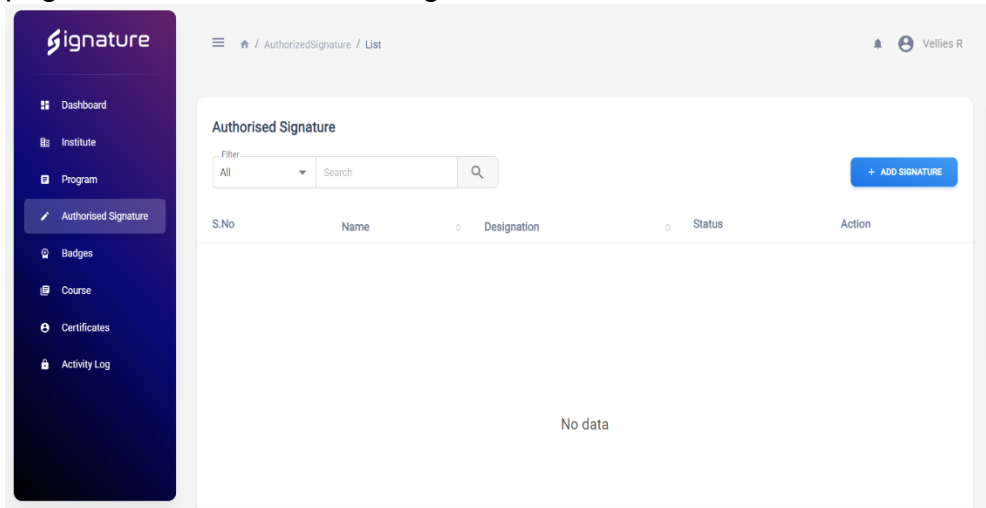 Signature
AuthorizedSignature / List
Vellies R
Dashboard
Institute
Program
Authorised Signature
Badges
Course
Certificates
Activity Log
Authorised Signature
Filter
All
Search
+ ADD SIGNATURE
S.No Name Designation Status Action
No data